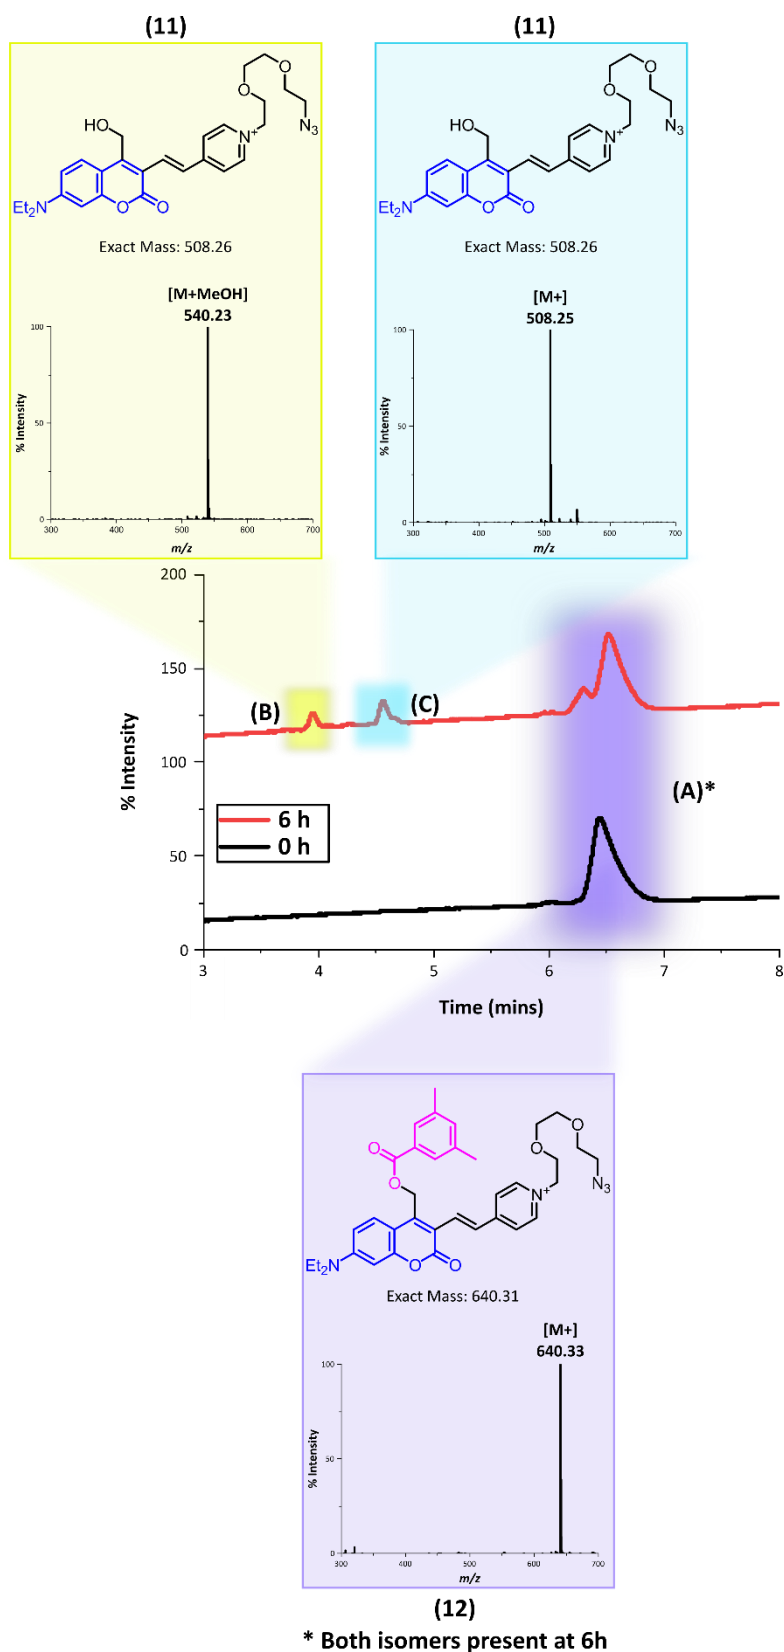 (11)
(11)
O
O
N3
N+
HO
Et2N
O
O
O
O
N3
N+
HO
Et2N
O
O
Exact Mass: 508.26
Exact Mass: 508.26
[M+MeOH]
540.23
[M+]
508.25
100
50
0
% Intensity
300
400
500
600
700
m/z
100
50
0
% Intensity
300
400
500
600
700
m/z
200
150
100
50
0
% Intensity
(B)
(C)
(A)*
6 h
0 h
3
4
5
6
7
8
Time (mins)
O
O
O
O
N3
N+
Et2N
O
O
Exact Mass: 640.31
[M+]
640.33
100
50
0
% Intensity
300
400
500
600
700
m/z
(12)
* Both isomers present at 6h